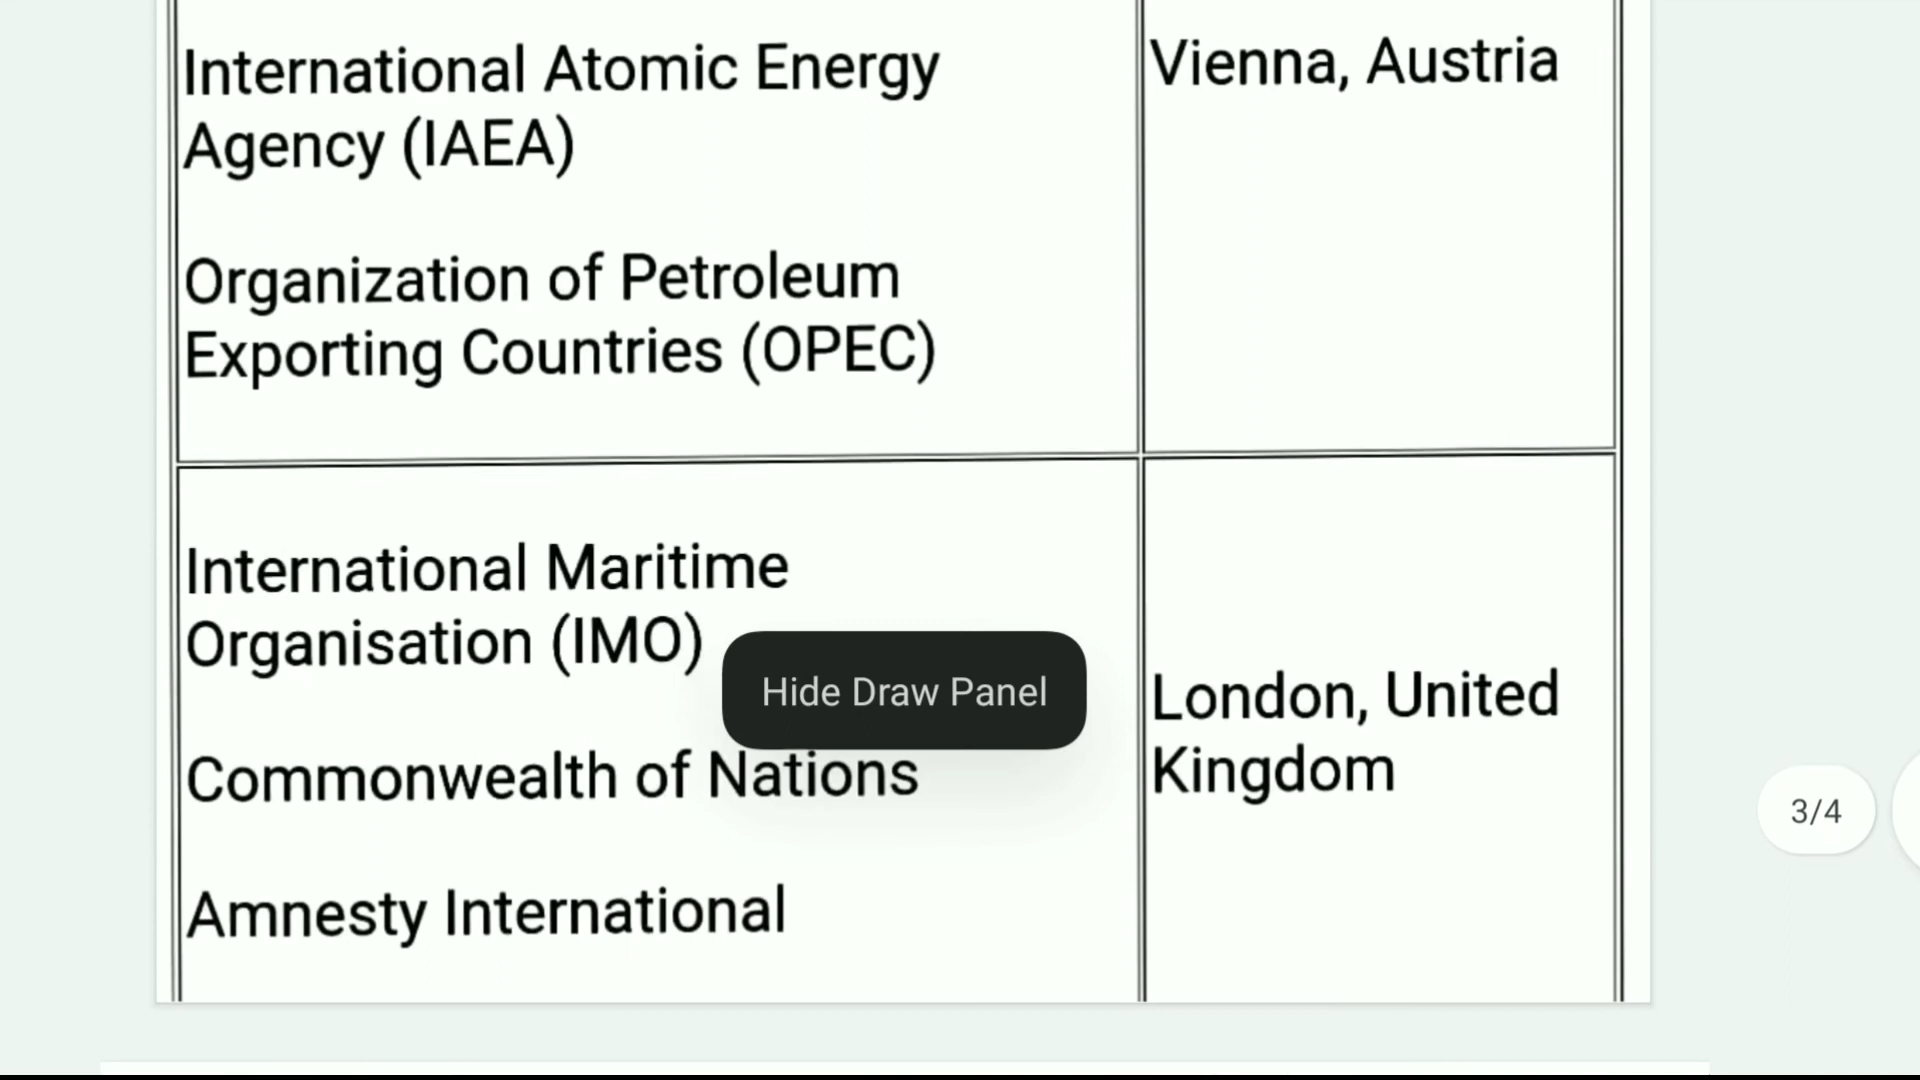 International Atomic Energy
Agency (IAEA)
Vienna, Austria
Organization of Petroleum
Exporting Countries (OPEC)
International Maritime
Organisation (IMO)
Hide Draw Panel
Commonwealth of Nations
Amnesty International
London, United
Kingdom
3/4